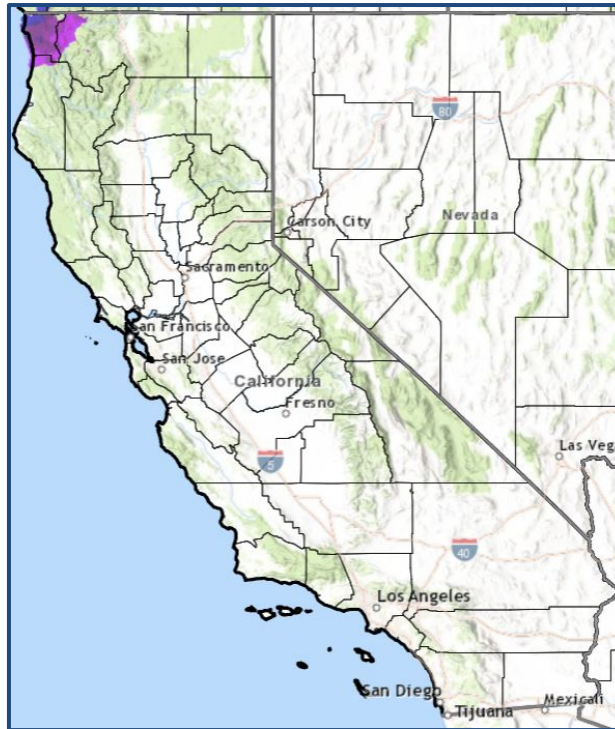 80
Carson City
Nevada
Sacramento
San Francisco
San Jose
California
Fresno
Las Veg
5
40
Los Angeles
San Diego
Tijuana
Mexicali